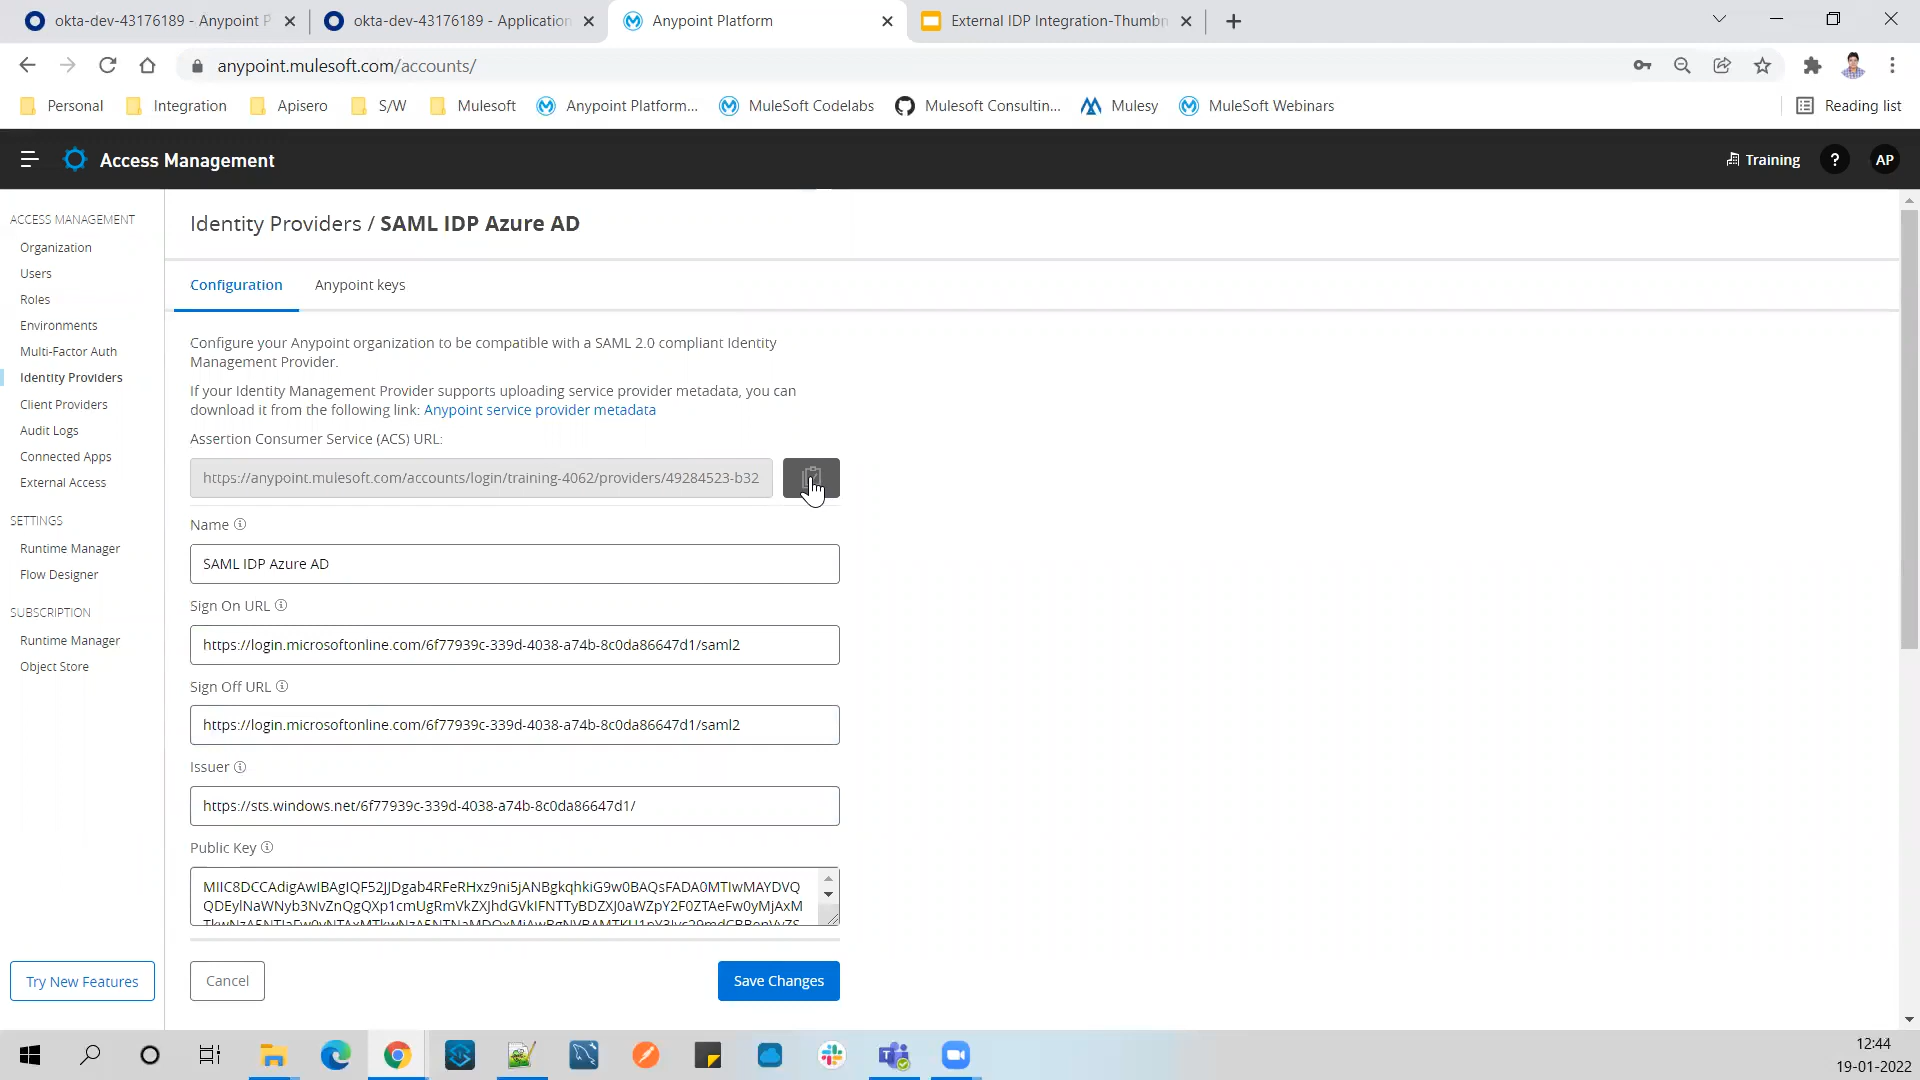 okta-dev-43176189 - Anypoint P
okta-dev-43176189 - Application
Anypoint Platform
External IDP Integration-Thumbn
anypoint.mulesoft.com/accounts/
Personal
Integration
Apisero
S/W
Mulesoft
Anypoint Platform...
MuleSoft Codelabs
Mulesoft Consultin...
Mulesy
MuleSoft Webinars
Reading list
Access Management
Training
?
AP
ACCESS MANAGEMENT
Organization
Users
Roles
Environments
Multi-Factor Auth
Identity Providers
Client Providers
Audit Logs
Connected Apps
External Access
SETTINGS
Runtime Manager
Flow Designer
SUBSCRIPTION
Runtime Manager
Object Store
Try New Features
Identity Providers / SAML IDP Azure AD
Configuration
Anypoint keys
Configure your Anypoint organization to be compatible with a SAML 2.0 compliant Identity
Management Provider.
If your Identity Management Provider supports uploading service provider metadata, you can
download it from the following link: Anypoint service provider metadata
Assertion Consumer Service (ACS) URL:
https://anypoint.mulesoft.com/accounts/login/training-4062/providers/49284523-b32
Name
SAML IDP Azure AD
Sign On URL
https://login.microsoftonline.com/6f77939c-339d-4038-a74b-8c0da86647d1/saml2
Sign Off URL
https://login.microsoftonline.com/6f77939c-339d-4038-a74b-8c0da86647d1/saml2
Issuer
https://sts.windows.net/6f77939c-339d-4038-a74b-8c0da86647d1/
Public Key
MIIC8DCCAdigAwIBAgIQF52JJDgab4RFeRHxz9ni5jANBgkqhkiG9w0BAQsFADA0MTIwMAYDVQ
QDEylNaWNyb3NvZnQgQXp1cmUgRmVkZXJhdGVkIFNTTyBDZXJ0aWZpY2F0ZTAeFw0yMjAxM
Cancel
Save Changes
12:44
19-01-2022